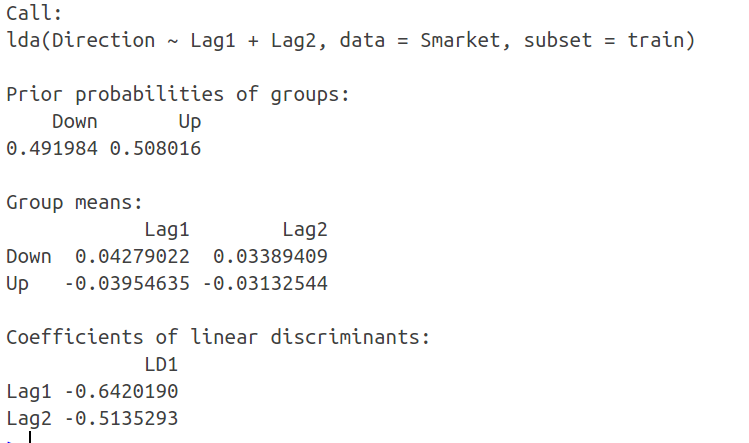 Call:
lda(Direction ~ Lag1 + Lag2, data = Smarket, subset = train)
Prior probabilities of groups:
    Down       Up
0.491984 0.508016
Group means:
            Lag1        Lag2
Down  0.04279022  0.03389409
Up   -0.03954635 -0.03132544
Coefficients of linear discriminants:
            LD1
Lag1 -0.6420190
Lag2 -0.5135293